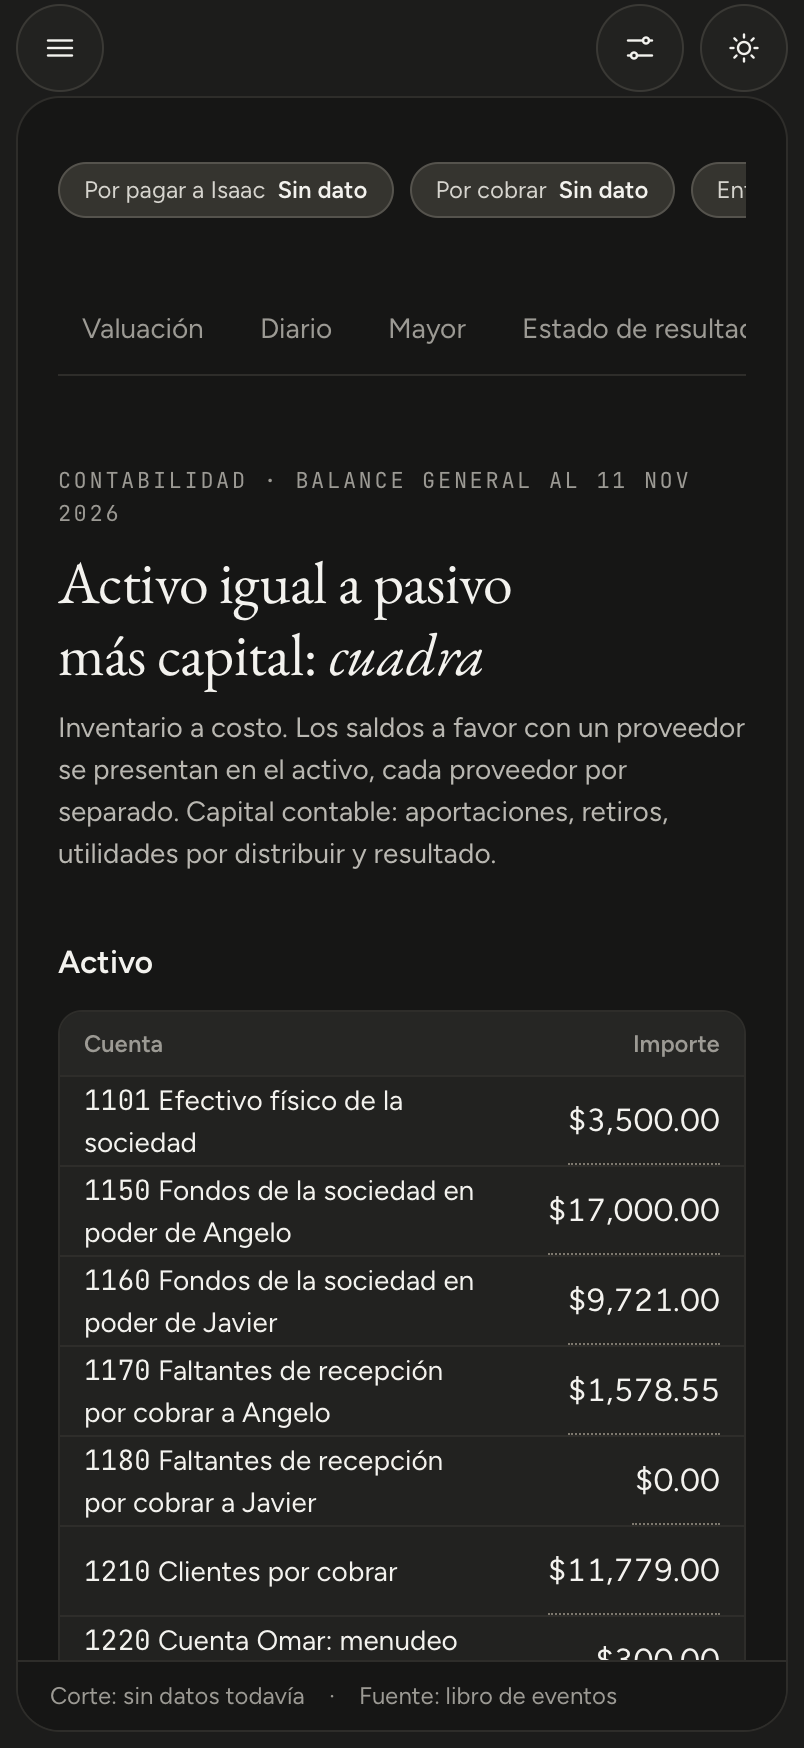 Por pagar a Isaac Sin dato Por cobrar Sin dato
Valuación Diario Mayor Estado de
CONTABILIDAD · BALANCE GENERAL AL 11 NOV
2026
Activo igual a pasivo
más capital: cuadra
Inventario a costo. Los saldos a favor con un proveedor
se presentan en el activo, cada proveedor por
separado. Capital contable: aportaciones, retiros,
utilidades por distribuir y resultado.
Activo
Cuenta Importe
1101 Efectivo físico de la
sociedad
$3,500.00
1150 Fondos de la sociedad en
poder de Angelo
$17,000.00
1160 Fondos de la sociedad en
poder de Javier
$9,721.00
1170 Faltantes de recepción
por cobrar a Angelo
$1,578.55
1180 Faltantes de recepción
por cobrar a Javier
$0.00
1210 Clientes por cobrar $11,779.00
1220 Cuenta Omar: menudeo
$300.00
Corte: sin datos todavía · Fuente: libro de eventos